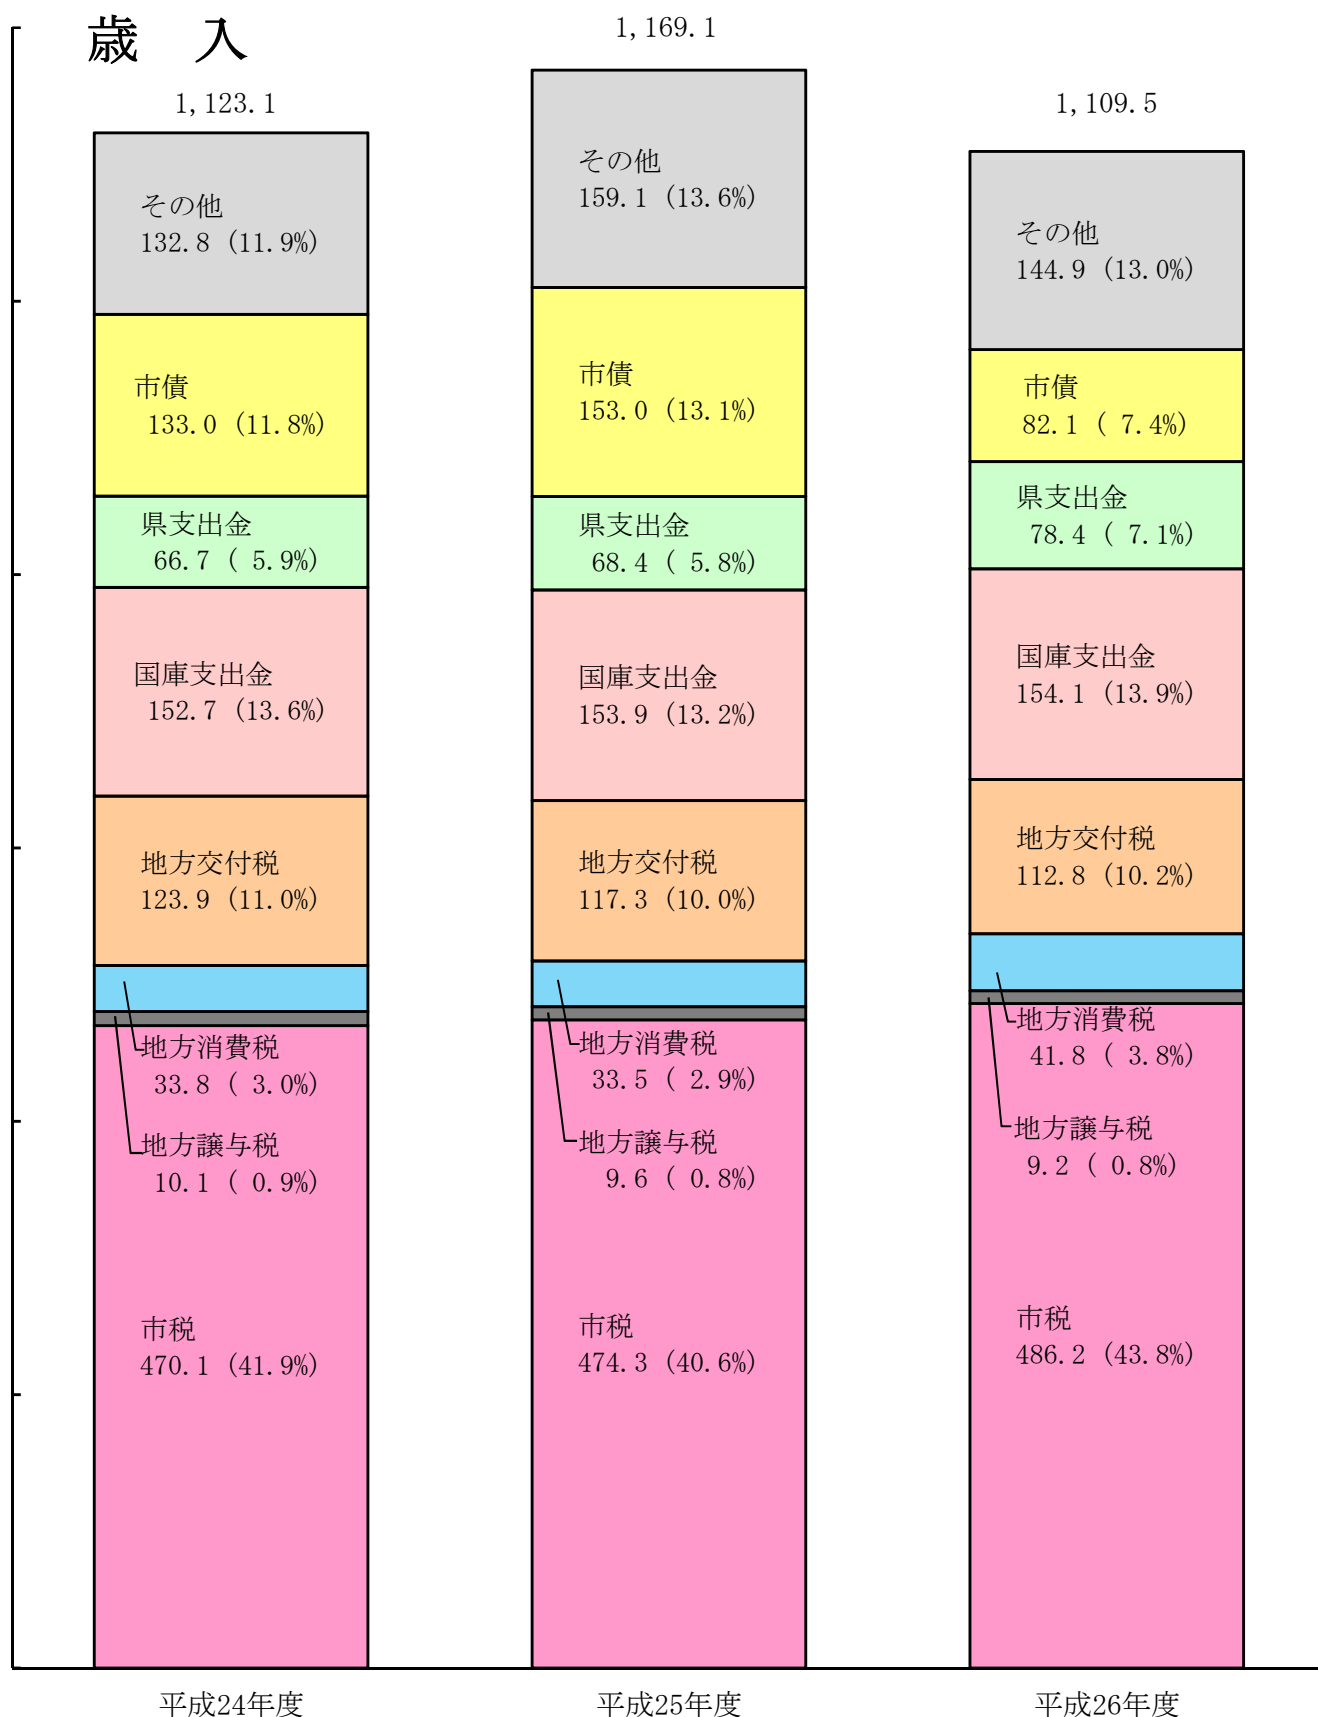 歳 入
1,123.1
その他
132.8 (11.9%)
市債
133.0 (11.8%)
県支出金
66.7 ( 5.9%)
国庫支出金
152.7 (13.6%)
地方交付税
123.9 (11.0%)
地方消費税
33.8 ( 3.0%)
地方譲与税
10.1 ( 0.9%)
市税
470.1 (41.9%)
平成24年度
1,169.1
その他
159.1 (13.6%)
市債
153.0 (13.1%)
県支出金
68.4 ( 5.8%)
国庫支出金
153.9 (13.2%)
地方交付税
117.3 (10.0%)
地方消費税
33.5 ( 2.9%)
地方譲与税
9.6 ( 0.8%)
市税
474.3 (40.6%)
平成25年度
1,109.5
その他
144.9 (13.0%)
市債
82.1 ( 7.4%)
県支出金
78.4 ( 7.1%)
国庫支出金
154.1 (13.9%)
地方交付税
112.8 (10.2%)
地方消費税
41.8 ( 3.8%)
地方譲与税
9.2 ( 0.8%)
市税
486.2 (43.8%)
平成26年度